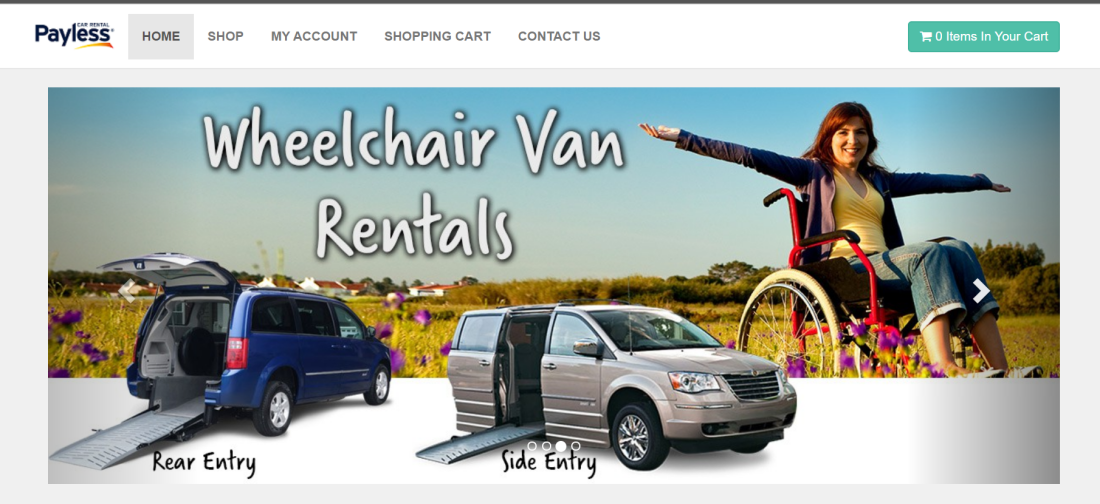 CAR RENTAL
Payless
HOME SHOP MY ACCOUNT SHOPPING CART CONTACT US
0 Items In Your Cart
Wheelchair Van
Rentals
Rear Entry
Side Entry